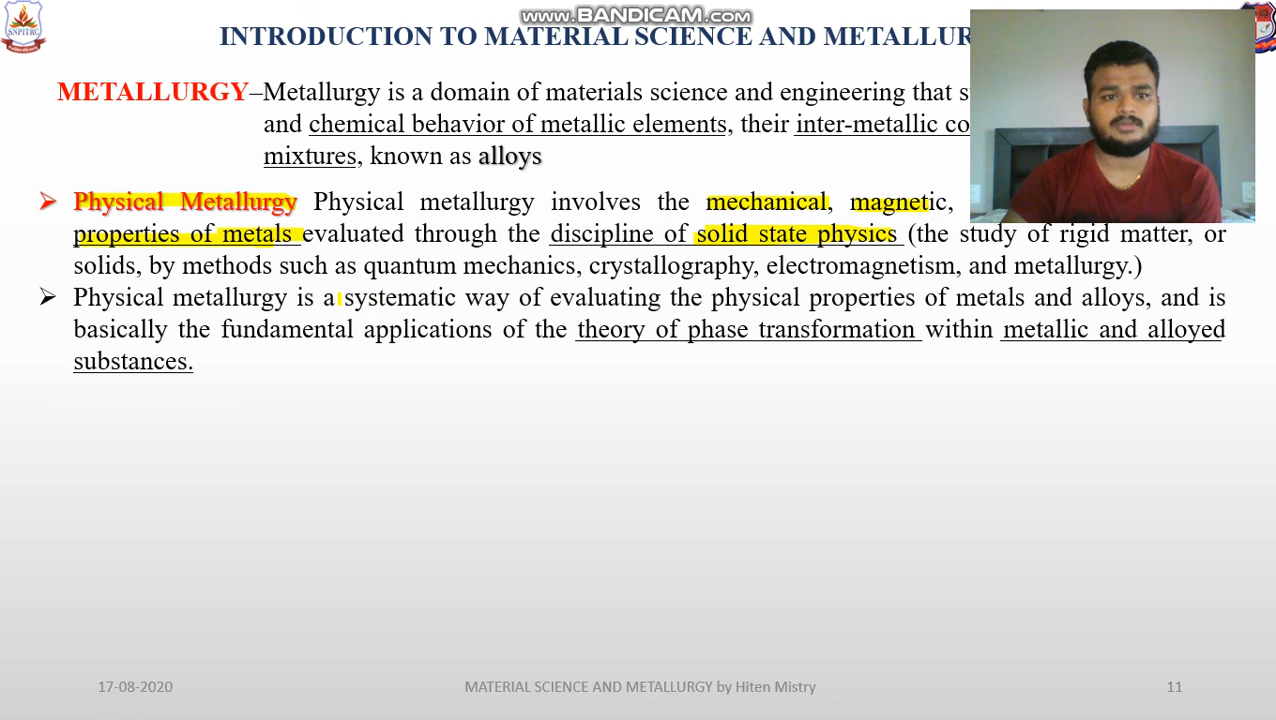 www.BANDICAM.com
SNPITRC
INTRODUCTION TO MATERIAL SCIENCE AND METALLUR
METALLURGY–Metallurgy is a domain of materials science and engineering that
and chemical behavior of metallic elements, their inter-metallic
mixtures, known as alloys
➢ Physical Metallurgy Physical metallurgy involves the mechanical, magnetic,
properties of metals evaluated through the discipline of solid state physics (the study of rigid matter, or
solids, by methods such as quantum mechanics, crystallography, electromagnetism, and metallurgy.)
➢ Physical metallurgy is a systematic way of evaluating the physical properties of metals and alloys, and is
basically the fundamental applications of the theory of phase transformation within metallic and alloyed
substances.
17-08-2020 MATERIAL SCIENCE AND METALLURGY by Hiten Mistry 11